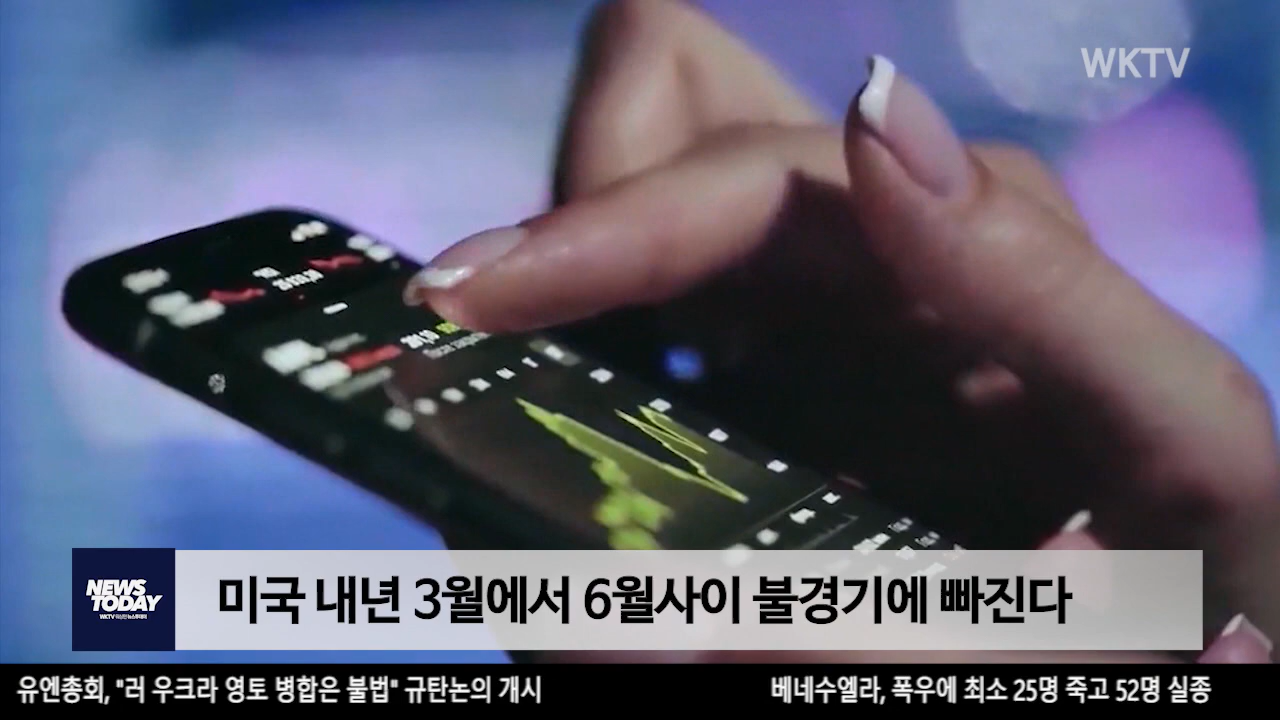 WKTV
NEWS
TODAY
미국 내년 3월에서 6월사이 불경기에 빠진다
유엔총회, "러 우크라 영토 병합은 불법" 규탄논의 개시
베네수엘라, 폭우에 최소 25명 죽고 52명 실종